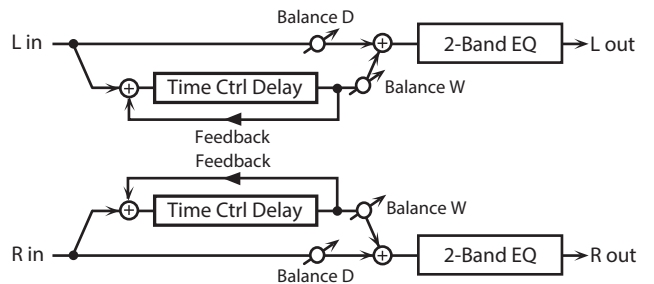 Balance D
L in
2-Band EQ
L out
Time Ctrl Delay
Balance W
Feedback
Feedback
Time Ctrl Delay
Balance W
R in
2-Band EQ
R out
Balance D